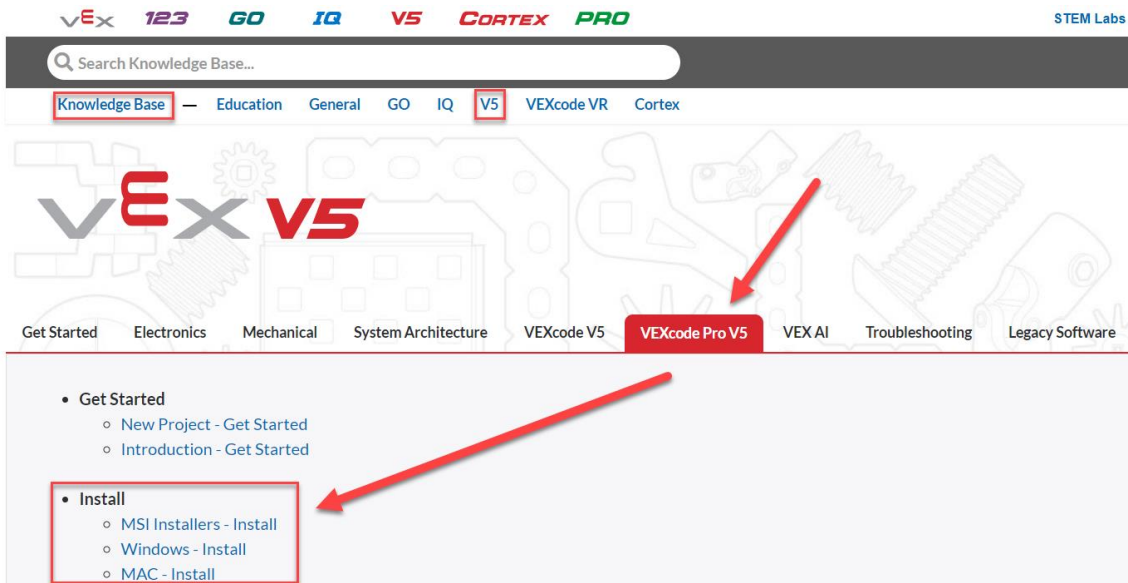 VEX 123 GO IQ V5 CORTEX PRO STEM Labs
Search Knowledge Base...
Knowledge Base — Education General GO IQ V5 VEXcode VR Cortex
VEX V5
Get Started Electronics Mechanical System Architecture VEXcode V5 VEXcode Pro V5 VEX AI Troubleshooting Legacy Software
• Get Started
○ New Project - Get Started
○ Introduction - Get Started
• Install
○ MSI Installers - Install
○ Windows - Install
○ MAC - Install